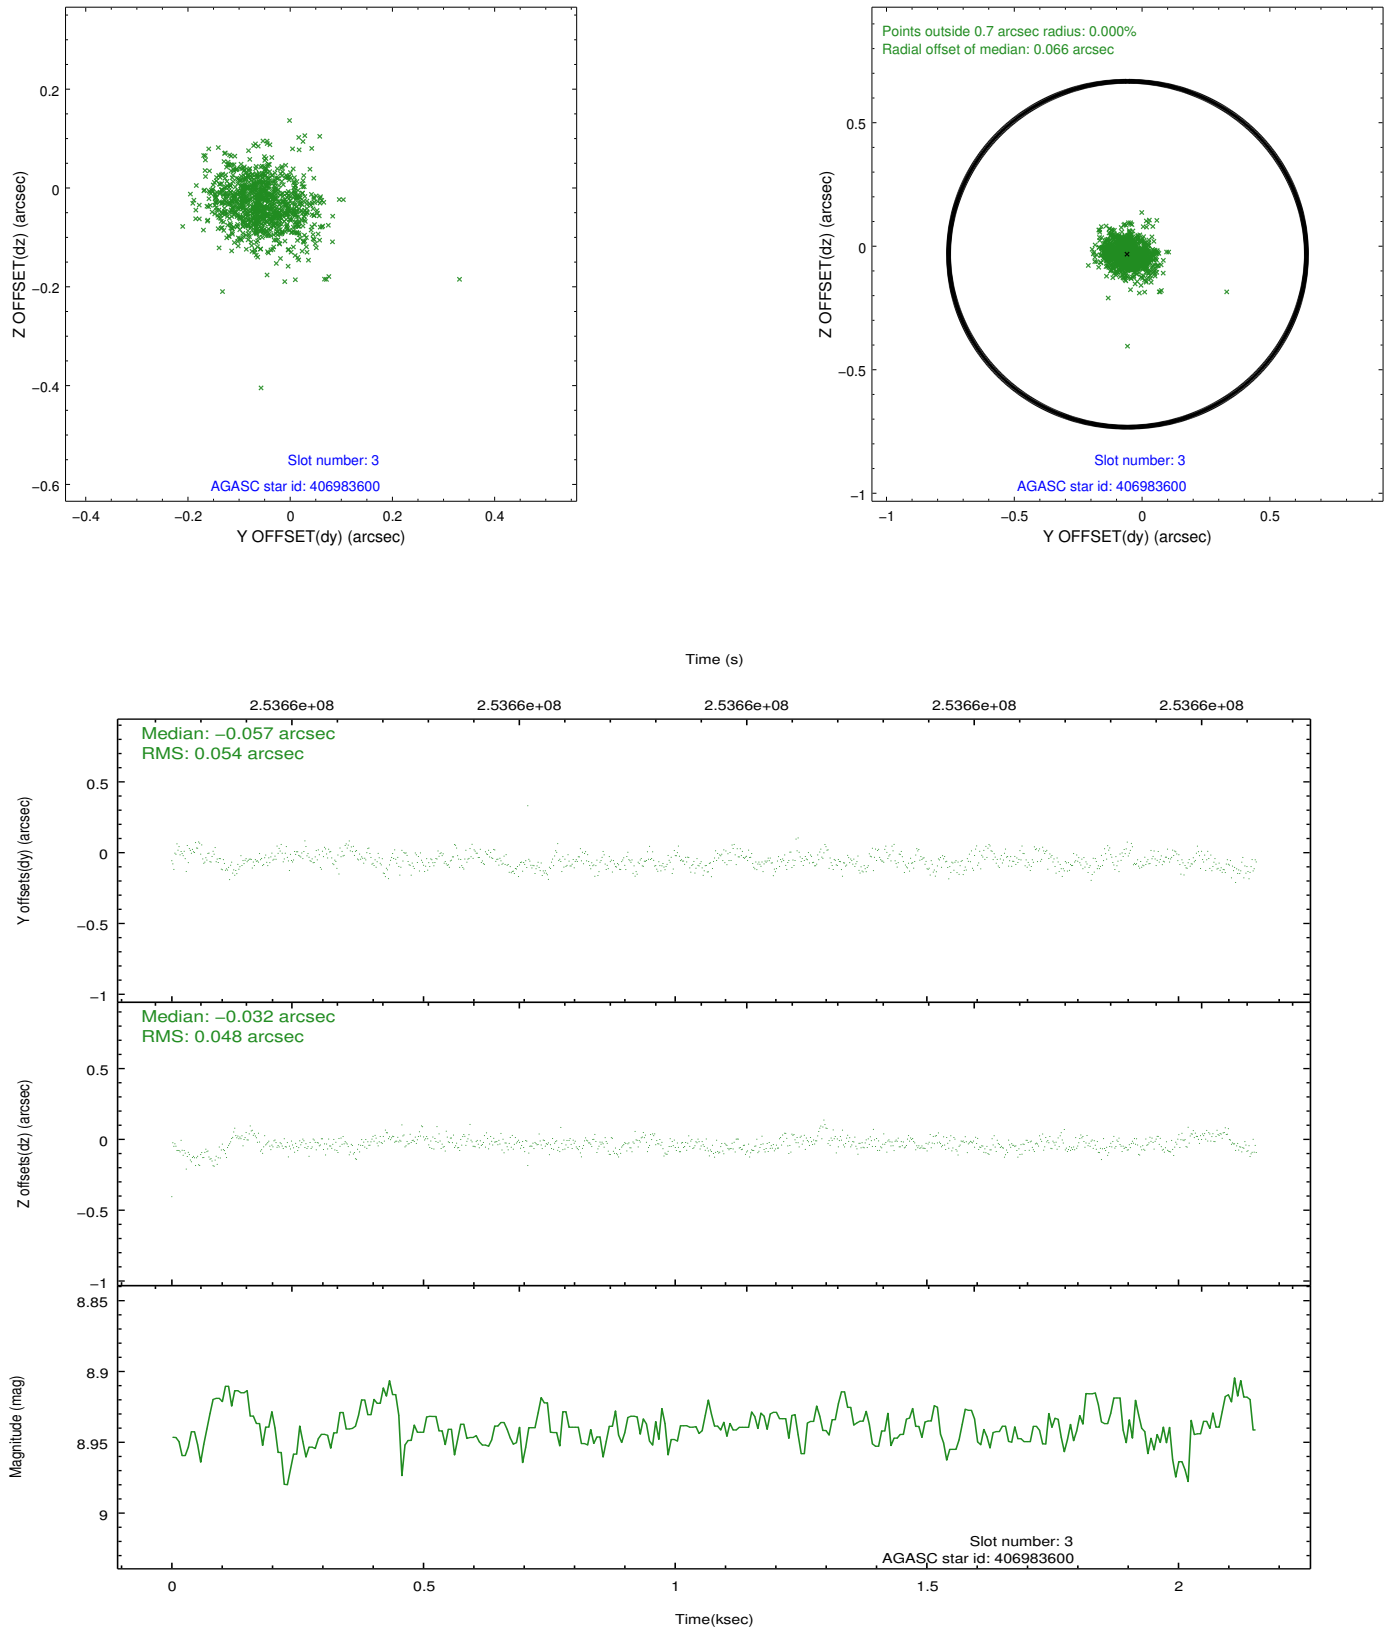 Points outside 0.7 arcsec radius: 0.000%
Radial offset of median: 0.066 arcsec
0.2
0
−0.2
−0.4
−0.6
Z OFFSET(dz) (arcsec)
Slot number: 3
AGASC star id: 406983600
−0.4
−0.2
0
0.2
0.4
Y OFFSET(dy) (arcsec)
0.5
0
−0.5
−1
Z OFFSET(dz) (arcsec)
Slot number: 3
AGASC star id: 406983600
−1
−0.5
0
0.5
Y OFFSET(dy) (arcsec)
Time (s)
2.5366e+08
2.5366e+08
2.5366e+08
2.5366e+08
2.5366e+08
Median: −0.057 arcsec
RMS: 0.054 arcsec
0.5
0
−0.5
−1
Y offsets(dy) (arcsec)
Median: −0.032 arcsec
RMS: 0.048 arcsec
0.5
0
−0.5
−1
Z offsets(dz) (arcsec)
8.85
8.9
8.95
9
Magnitude (mag)
Slot number: 3
AGASC star id: 406983600
0
0.5
1
1.5
2
Time(ksec)